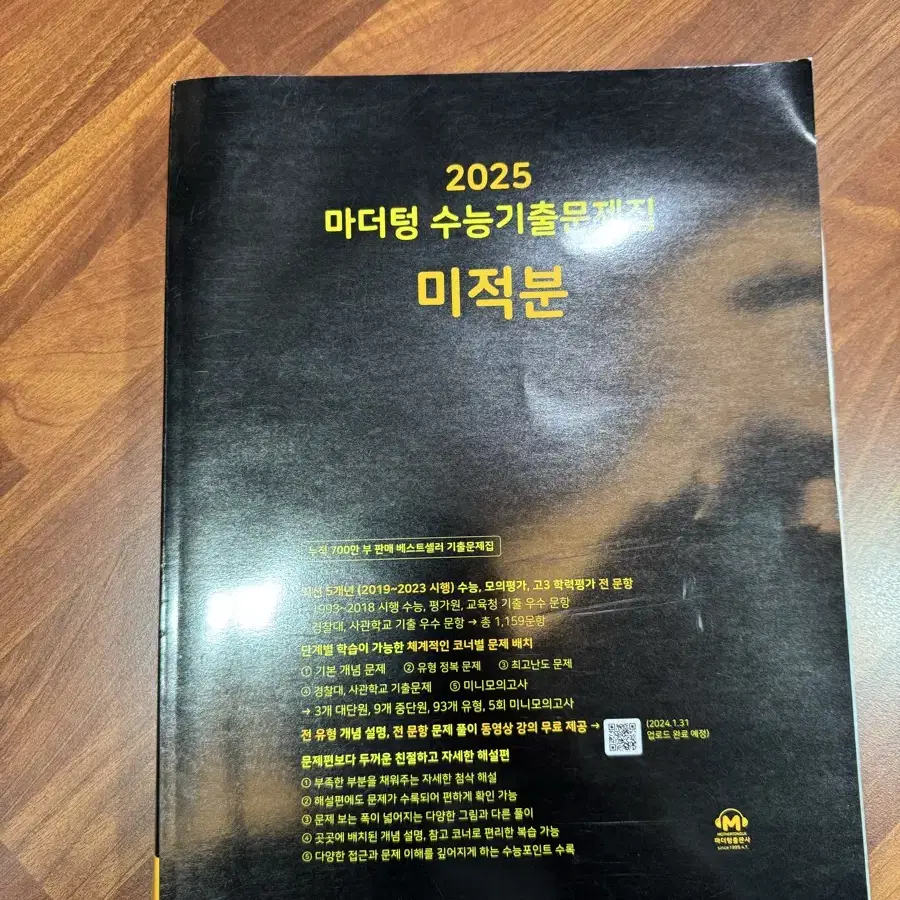 2025
마더텅 수능기출문제집
미적분
누적 700만 부 판매 베스트셀러 기출문제집
최신 5개년 (2019~2023 시행) 수능, 모의평가, 고3 학력평가 전 문항
1993~2018 시행 수능, 평가원, 교육청 기출 우수 문항
경찰대, 사관학교 기출 우수 문항 → 총 1,159문항
단계별 학습이 가능한 체계적인 코너별 문제 배치
① 기본 개념 문제 ② 유형 정복 문제 ③ 최고난도 문제
④ 경찰대, 사관학교 기출문제 ⑤ 미니모의고사
→ 3개 대단원, 9개 중단원, 93개 유형, 5회 미니모의고사
전 유형 개념 설명, 전 문항 문제 풀이 동영상 강의 무료 제공 → (2024.1.31
업로드 완료 예정)
문제편보다 두꺼운 친절하고 자세한 해설편
① 부족한 부분을 채워주는 자세한 첨삭 해설
② 해설편에도 문제가 수록되어 편하게 확인 가능
③ 문제 보는 폭이 넓어지는 다양한 그림과 다른 풀이
④ 곳곳에 배치된 개념 설명, 참고 코너로 편리한 복습 가능
⑤ 다양한 접근과 문제 이해를 깊어지게 하는 수능포인트 수록
M
MOTHERTONGUE
마더텅출판사
since 1999.4.1.